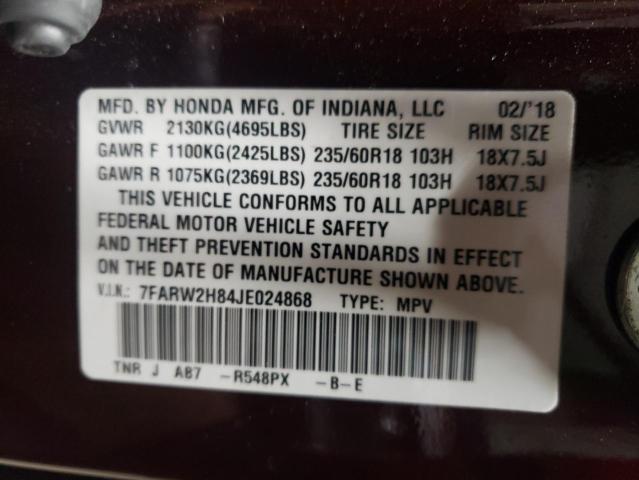 MFD. BY HONDA MFG. OF INDIANA, LLC 02/'18
GVWR 2130KG(4695LBS) TIRE SIZE RIM SIZE
GAWR F 1100KG(2425LBS) 235/60R18 103H 18X7.5J
GAWR R 1075KG(2369LBS) 235/60R18 103H 18X7.5J
THIS VEHICLE CONFORMS TO ALL APPLICABLE
FEDERAL MOTOR VEHICLE SAFETY
AND THEFT PREVENTION STANDARDS IN EFFECT
ON THE DATE OF MANUFACTURE SHOWN ABOVE.
V.I.N.: 7FARW2H84JE024868 TYPE: MPV
TNR J A87 -R548PX -B-E